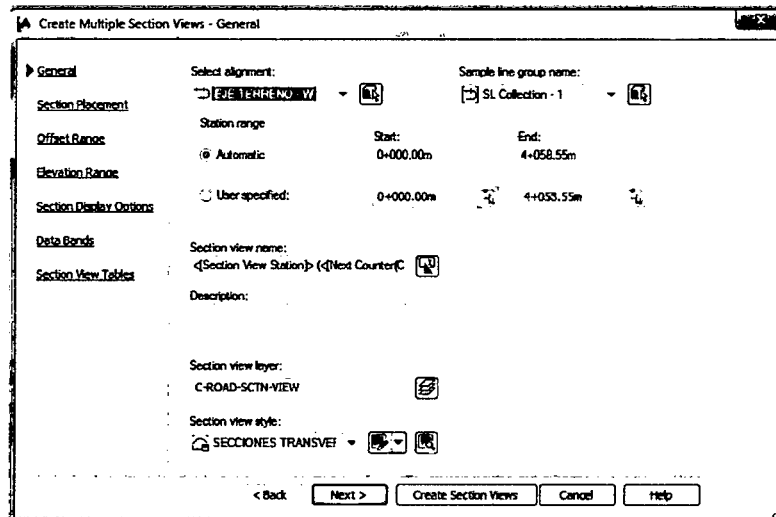 Create Multiple Section Views - General
General
Section Placement
Offset Range
Elevation Range
Section Display Options
Data Bands
Section View Tables
Select alignment:
EJE TERRENO - W
Sample line group name:
SL Collection - 1
Station range
Start:
End:
Automatic
0+000.00m
4+058.55m
User specified:
0+000.00m
4+053.55m
Section view name:
<[Section View Station]> (<[Next Counter(C
Description:
Section view layer:
C-ROAD-SCTN-VIEW
Section view style:
SECCIONES TRANSVEF
< Back
Next >
Create Section Views
Cancel
Help